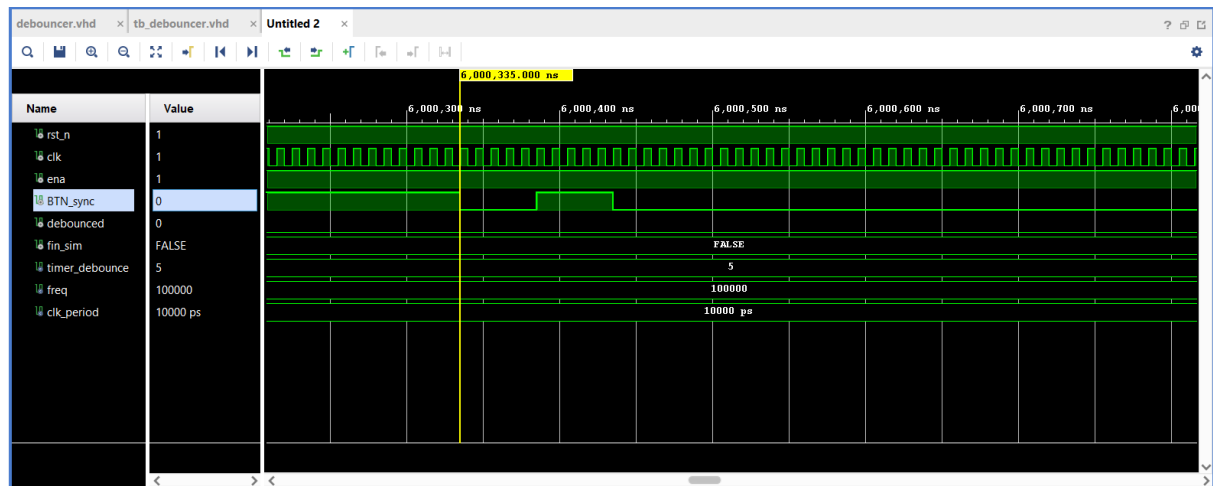 debouncer.vhd × tb_debouncer.vhd × Untitled 2 × ?
6,000,335.000 ns
Name Value 6,000,300 ns 6,000,400 ns 6,000,500 ns 6,000,600 ns 6,000,700 ns 6,00
rst_n 1
clk 1
ena 1
BTN_sync 0
debounced 0
fin_sim FALSE FALSE
timer_debounce 5 5
freq 100000 100000
clk_period 10000 ps 10000 ps